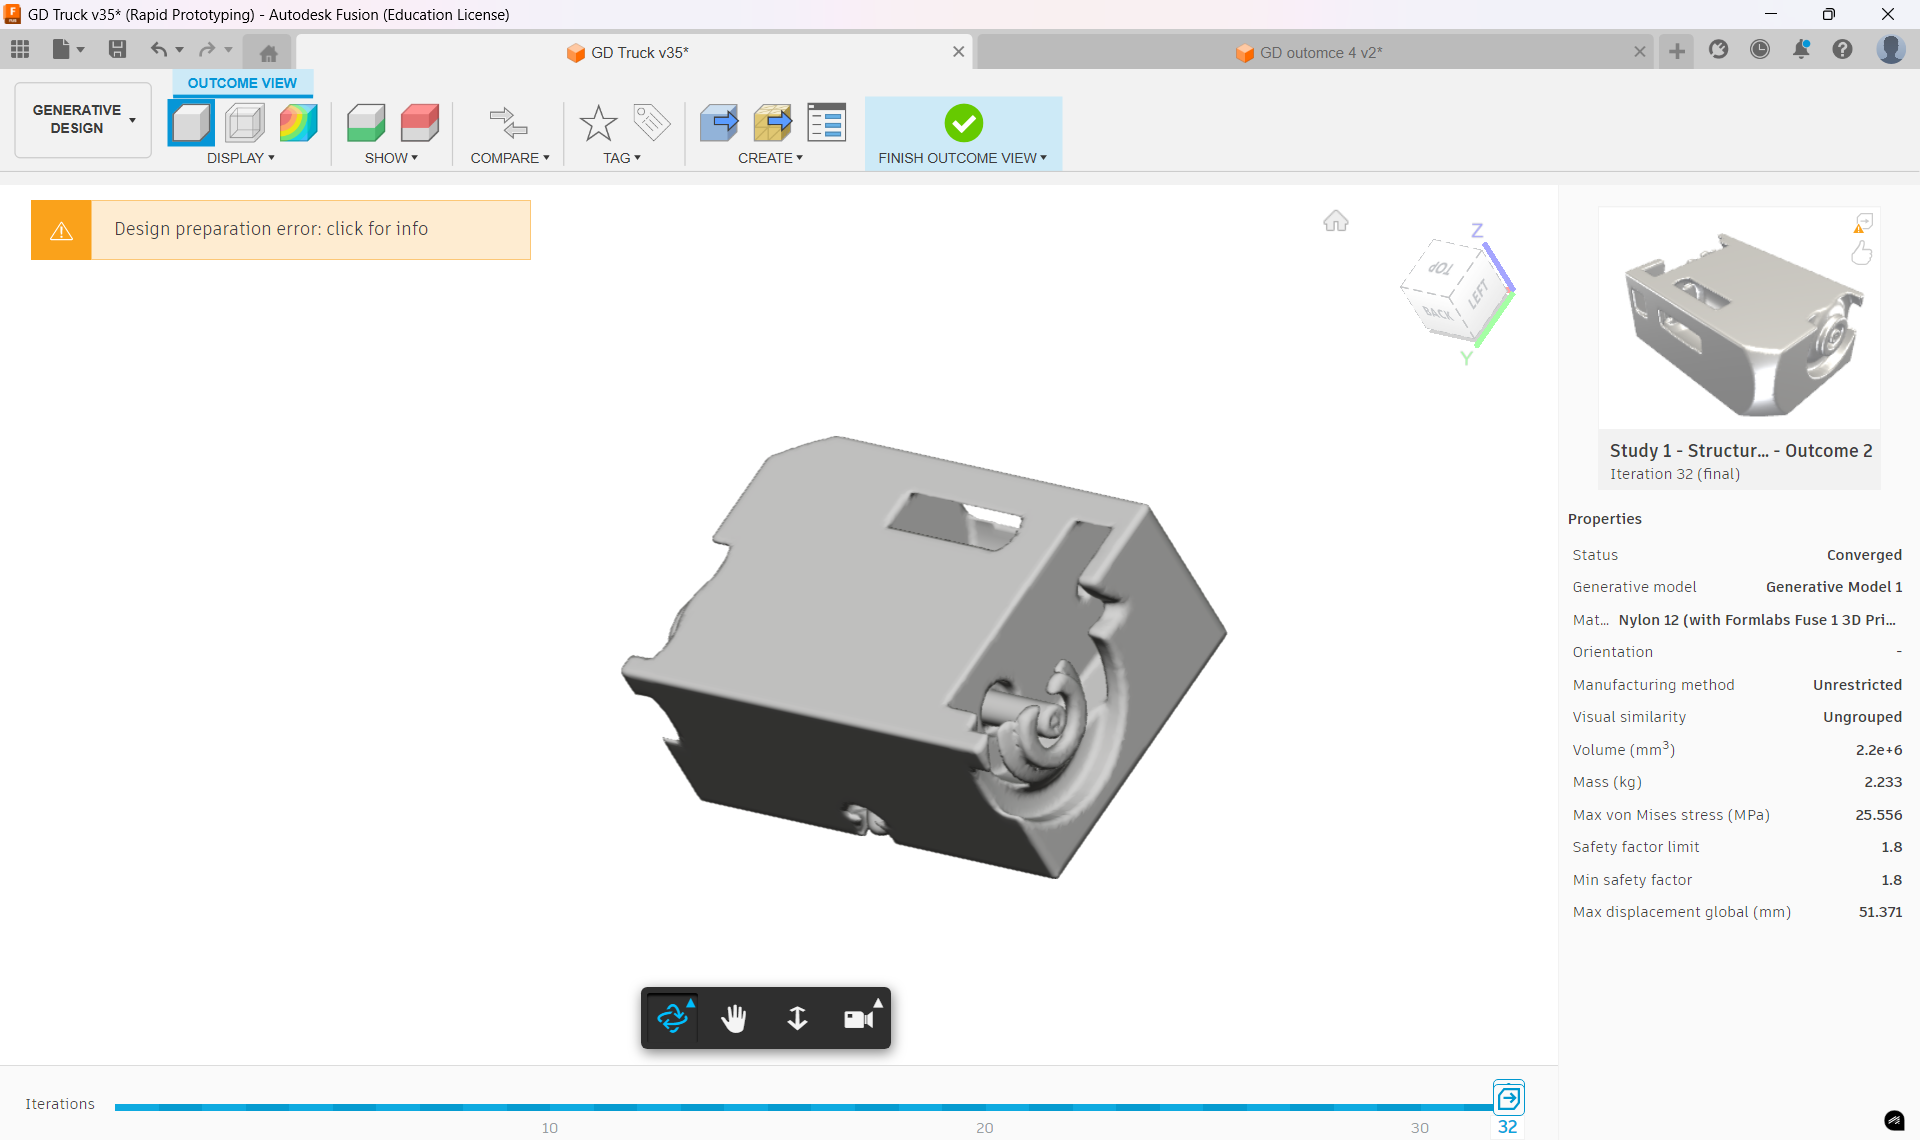 GD Truck v35* (Rapid Prototyping) - Autodesk Fusion (Education License)
GD Truck v35*
GD outomce 4 v2*
OUTCOME VIEW
GENERATIVE
DESIGN
DISPLAY
SHOW
COMPARE
TAG
CREATE
FINISH OUTCOME VIEW
Design preparation error: click for info
Z
TOP
LEFT
BACK
Y
Study 1 - Structur... - Outcome 2
Iteration 32 (final)
Properties
Status Converged
Generative model Generative Model 1
Mat... Nylon 12 (with Formlabs Fuse 1 3D Pri...
Orientation -
Manufacturing method Unrestricted
Visual similarity Ungrouped
Volume (mm³) 2.2e+6
Mass (kg) 2.233
Max von Mises stress (MPa) 25.556
Safety factor limit 1.8
Min safety factor 1.8
Max displacement global (mm) 51.371
Iterations
10 20 30 32